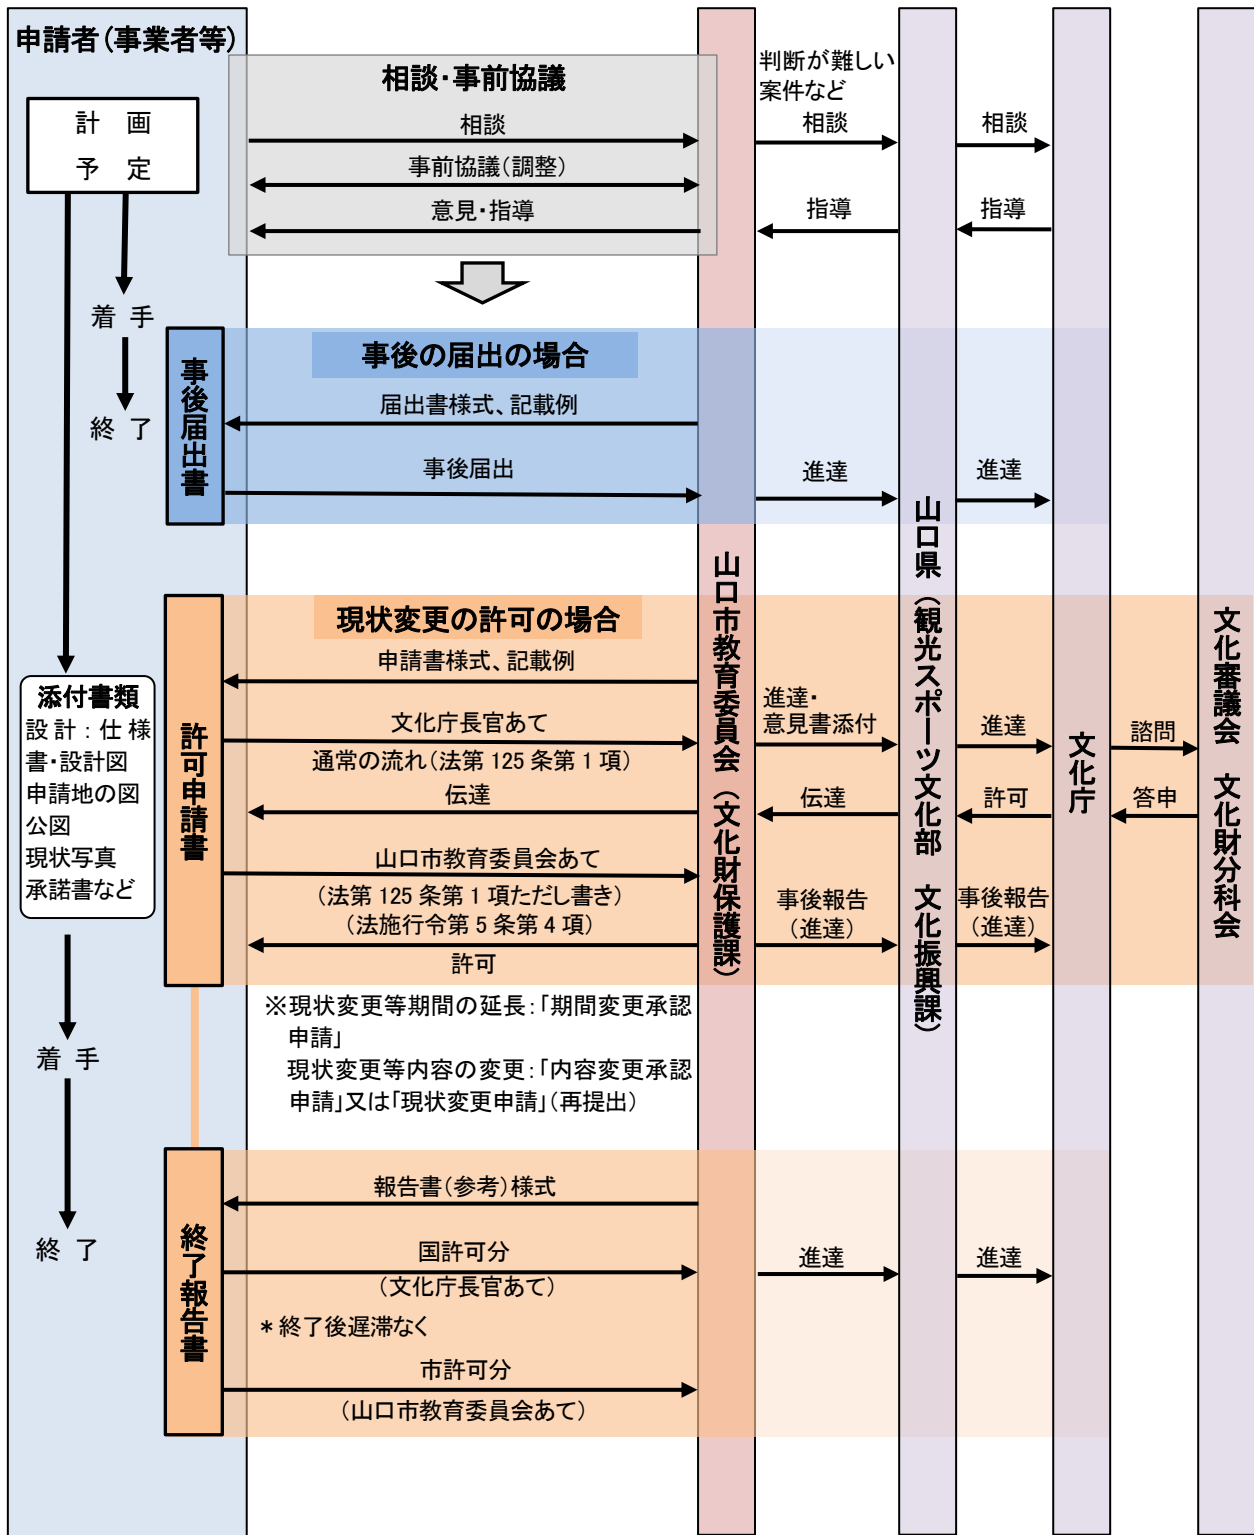 申請者（事業者等）
計　画
予　定
着 手
終 了
相談・事前協議
相談
事前協議（調整）
意見・指導
判断が難しい
案件など
相談
指導
相談
指導
事後届出書
事後の届出の場合
届出書様式、記載例
事後届出
進達
進達
山口市教育委員会（文化財保護課）
山口県（観光スポーツ文化部　文化振興課）
文化庁
文化審議会　文化財分科会
添付書類
設計：仕様
書・設計図
申請地の図
公図
現状写真
承諾書など
着 手
終 了
許可申請書
現状変更の許可の場合
申請書様式、記載例
文化庁長官あて
通常の流れ（法第 125 条第 1 項）
伝達
山口市教育委員会あて
（法第 125 条第 1 項ただし書き）
（法施行令第 5 条第 4 項）
許可
進達・
意見書添付
伝達
事後報告
（進達）
進達
許可
事後報告
（進達）
諮問
答申
※現状変更等期間の延長：「期間変更承認
申請」
現状変更等内容の変更：「内容変更承認
申請」又は「現状変更申請」（再提出）
終了報告書
報告書（参考）様式
国許可分
（文化庁長官あて）
＊終了後遅滞なく
市許可分
（山口市教育委員会あて）
進達
進達